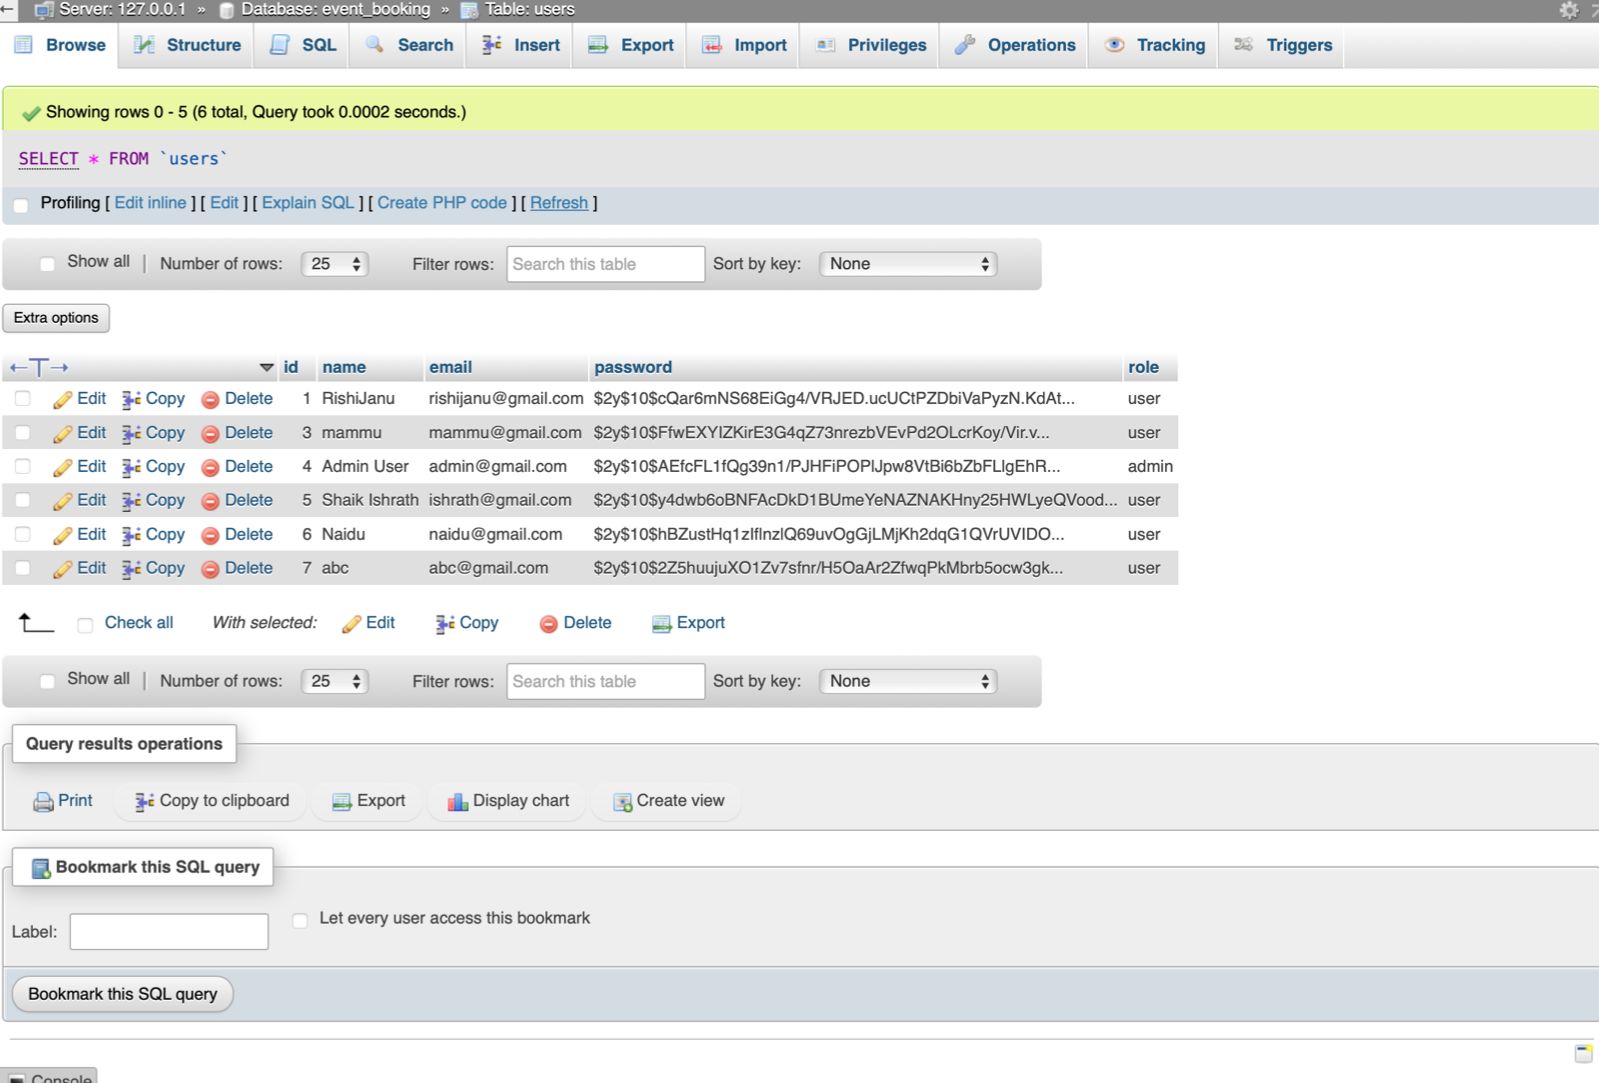 Server: 127.0.0.1 » Database: event_booking » Table: users
Browse Structure SQL Search Insert Export Import Privileges Operations Tracking Triggers
Showing rows 0 - 5 (6 total, Query took 0.0002 seconds.)
SELECT * FROM `users`
Profiling [ Edit inline ] [ Edit ] [ Explain SQL ] [ Create PHP code ] [ Refresh ]
Show all | Number of rows: 25 Filter rows: Search this table Sort by key: None
Extra options
←T→ id name email password role
Edit Copy Delete 1 RishiJanu rishijanu@gmail.com $2y$10$cQar6mNS68EiGg4/VRJED.ucUCtPZDbiVaPyzN.KdAt... user
Edit Copy Delete 3 mammu mammu@gmail.com $2y$10$FfwEXYIZKirE3G4qZ73nrezbVEvPd2OLcrKoy/Vir.v... user
Edit Copy Delete 4 Admin User admin@gmail.com $2y$10$AEfcFL1fQg39n1/PJHFiPOPlJpw8VtBi6bZbFLlgEhR... admin
Edit Copy Delete 5 Shaik Ishrath ishrath@gmail.com $2y$10$y4dwb6oBNFAcDkD1BUmeYeNAZNAKHny25HWLyeQVood... user
Edit Copy Delete 6 Naidu naidu@gmail.com $2y$10$hBZustHq1zIflnzlQ69uvOgGjLMjKh2dqG1QVrUVIDO... user
Edit Copy Delete 7 abc abc@gmail.com $2y$10$2Z5huujuXO1Zv7sfnr/H5OaAr2ZfwqPkMbrb5ocw3gk... user
Check all With selected: Edit Copy Delete Export
Show all | Number of rows: 25 Filter rows: Search this table Sort by key: None
Query results operations
Print Copy to clipboard Export Display chart Create view
Bookmark this SQL query
Label: Let every user access this bookmark
Bookmark this SQL query
Console